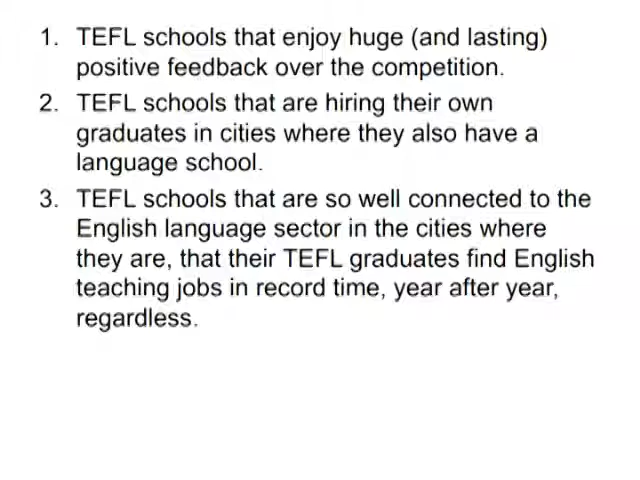 1. TEFL schools that enjoy huge (and lasting)
positive feedback over the competition.
2. TEFL schools that are hiring their own
graduates in cities where they also have a
language school.
3. TEFL schools that are so well connected to the
English language sector in the cities where
they are, that their TEFL graduates find English
teaching jobs in record time, year after year,
regardless.